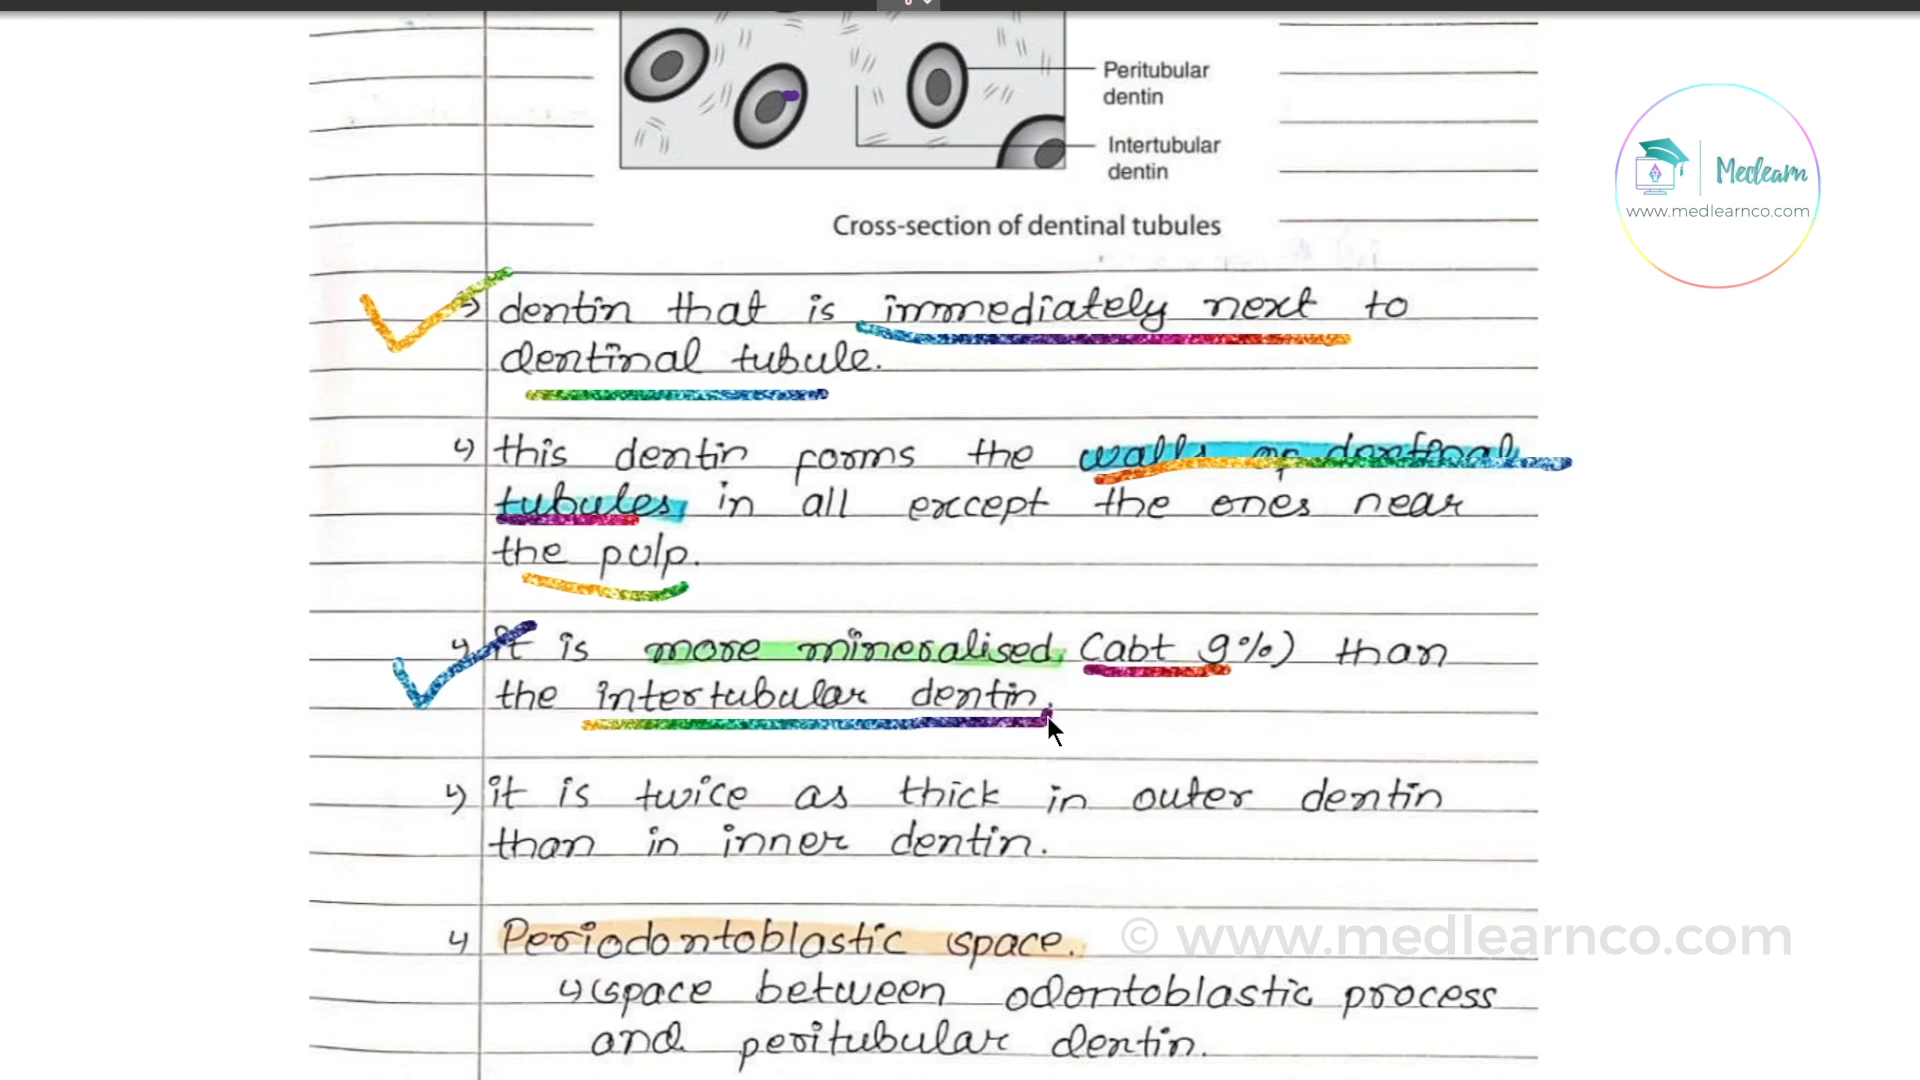 Peritubular
dentin
Intertubular
dentin
Cross-section of dentinal tubules
Medlearn
www.medlearnco.com
dentin that is immediately next to
dentinal tubule.
this dentin forms the walls of dentinal
tubules, in all except the ones near
the pulp.
it is more mineralised (abt 9%) than
the intertubular dentin.
it is twice as thick in outer dentin
than in inner dentin.
Periodontoblastic space.
space between odontoblastic process
and peritubular dentin.
© www.medlearnco.com